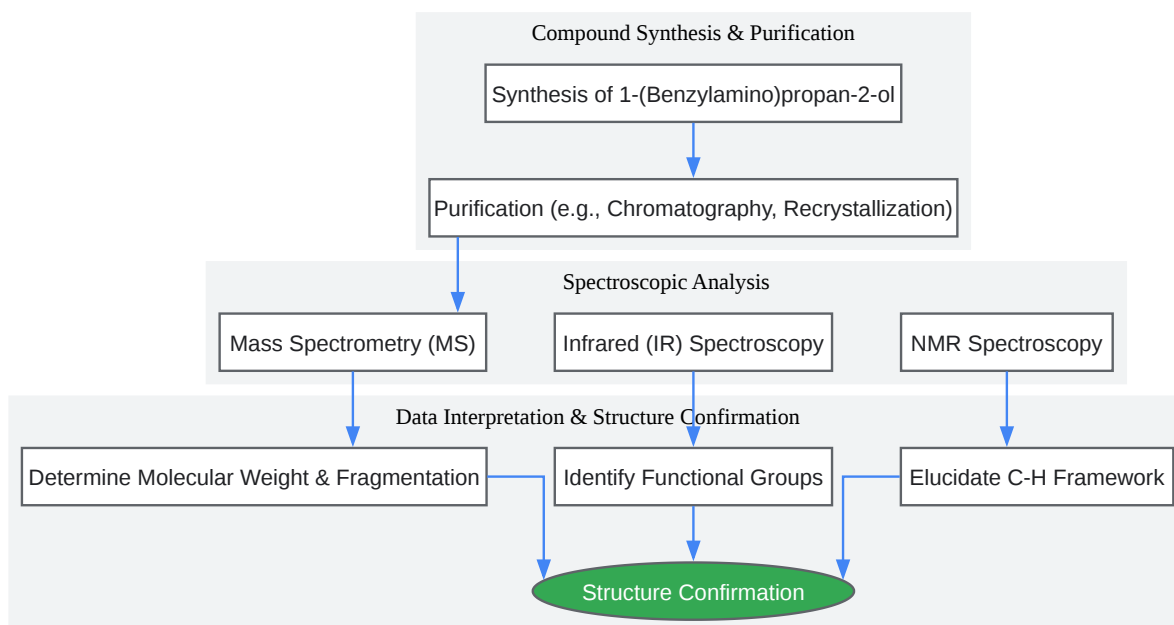 Compound Synthesis & Purification
Synthesis of 1-(Benzylamino)propan-2-ol
Purification (e.g., Chromatography, Recrystallization)
Spectroscopic Analysis
Mass Spectrometry (MS)
Infrared (IR) Spectroscopy
NMR Spectroscopy
Data Interpretation & Structure Confirmation
Determine Molecular Weight & Fragmentation
Identify Functional Groups
Elucidate C-H Framework
Structure Confirmation